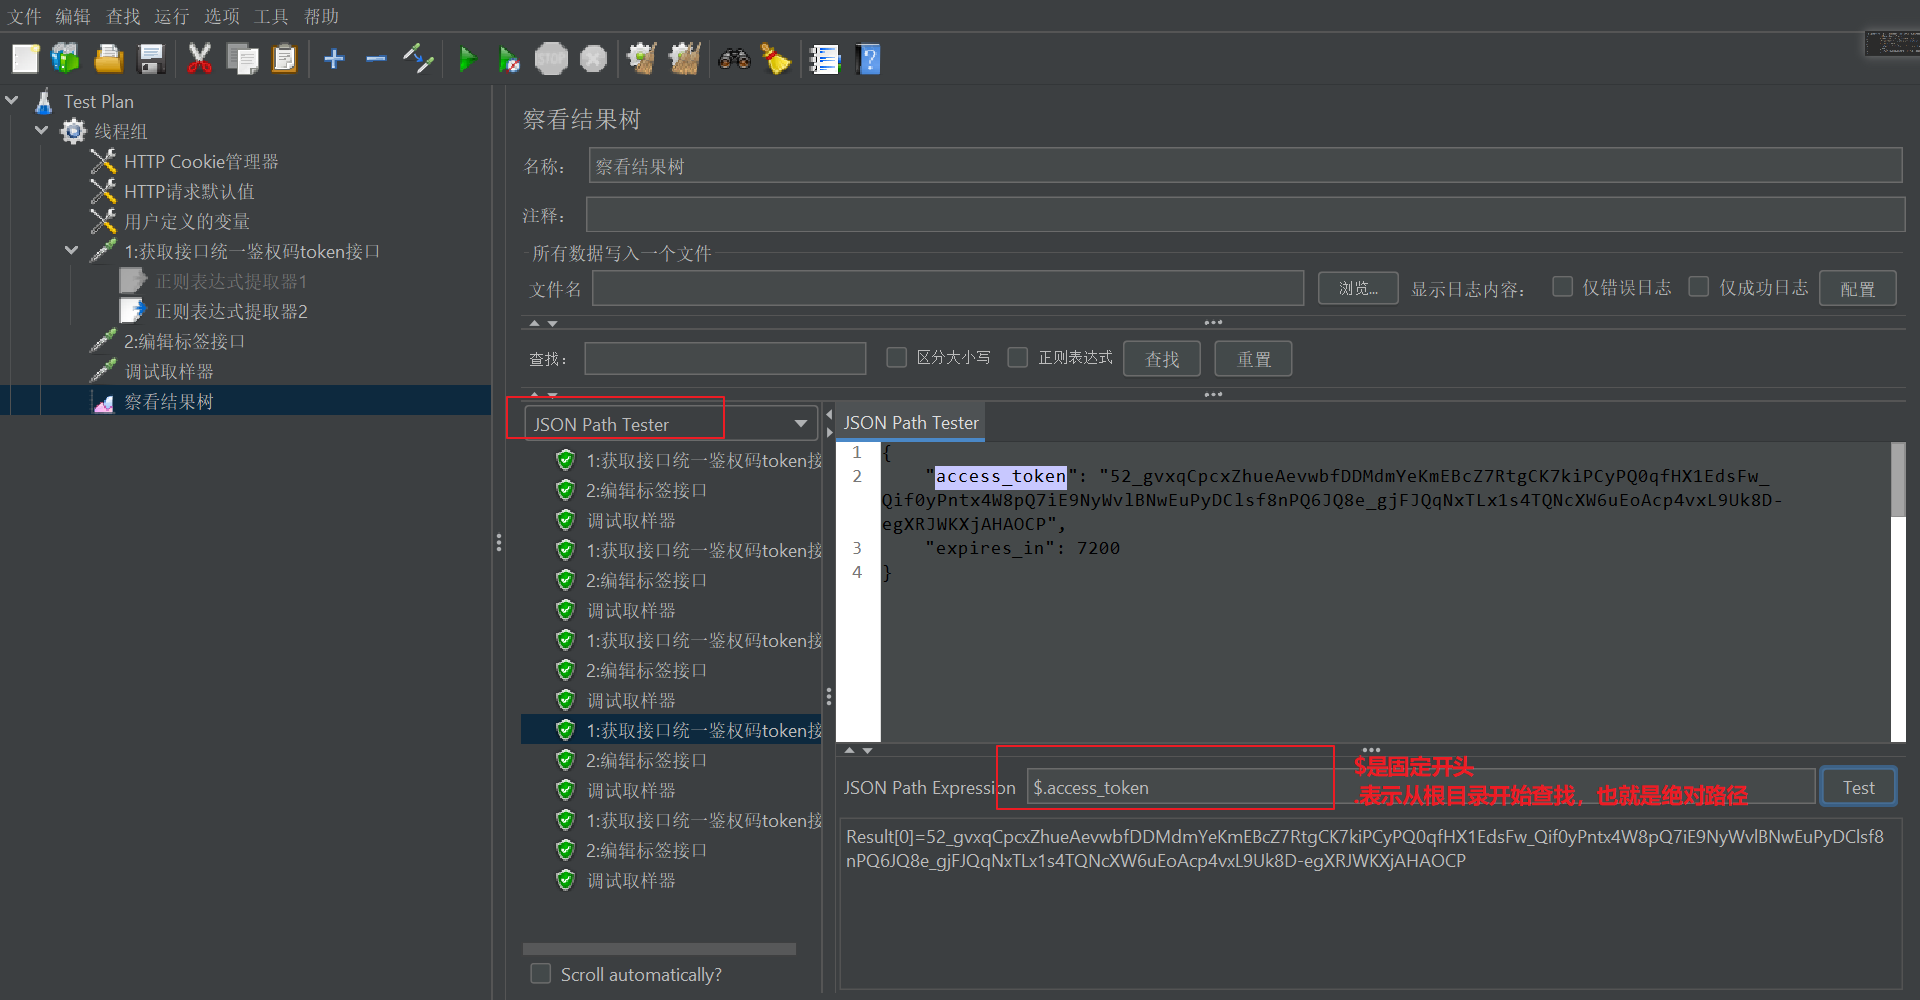 文件 编辑 查找 运行 选项 工具 帮助
STOP
Test Plan
线程组
HTTP Cookie管理器
HTTP请求默认值
用户定义的变量
1:获取接口统一鉴权码token接口
正则表达式提取器1
正则表达式提取器2
2:编辑标签接口
调试取样器
察看结果树
察看结果树
名称： 察看结果树
注释：
所有数据写入一个文件
文件名 浏览... 显示日志内容： 仅错误日志 仅成功日志 配置
查找： 区分大小写 正则表达式 查找 重置
JSON Path Tester
1:获取接口统一鉴权码token接
2:编辑标签接口
调试取样器
1:获取接口统一鉴权码token接
2:编辑标签接口
调试取样器
1:获取接口统一鉴权码token接
2:编辑标签接口
调试取样器
1:获取接口统一鉴权码token接
2:编辑标签接口
调试取样器
1:获取接口统一鉴权码token接
2:编辑标签接口
调试取样器
Scroll automatically?
JSON Path Tester
1 {
2 "access_token": "52_gvxqCpcxZhueAevwbfDDMdmYeKmEBcZ7RtgCK7kiPCyPQ0qfHX1EdsFw_
Qif0yPntx4W8pQ7iE9NyWvlBNwEuPyDClsf8nPQ6JQ8e_gjFJQqNxTLx1s4TQNcXW6uEoAcp4vxL9Uk8D-
egXRJWKXjAHAOCP",
3 "expires_in": 7200
4 }
$是固定开头
JSON Path Expression $.access_token Test
.表示从根目录开始查找，也就是绝对路径
Result[0]=52_gvxqCpcxZhueAevwbfDDMdmYeKmEBcZ7RtgCK7kiPCyPQ0qfHX1EdsFw_Qif0yPntx4W8pQ7iE9NyWvlBNwEuPyDClsf8
nPQ6JQ8e_gjFJQqNxTLx1s4TQNcXW6uEoAcp4vxL9Uk8D-egXRJWKXjAHAOCP